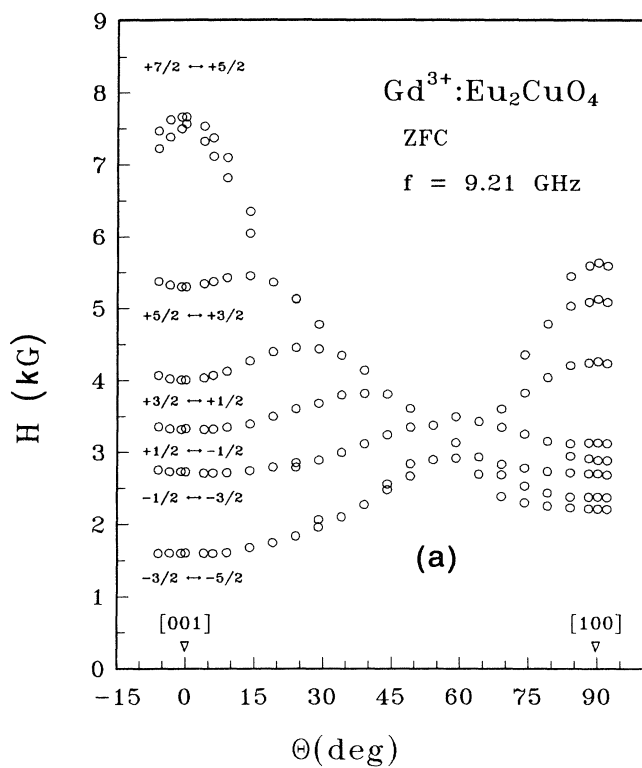 9
+7/2 ↔ +5/2
8
Gd³⁺:Eu₂CuO₄
ZFC
7
f = 9.21 GHz
6
5
+5/2 ↔ +3/2
H (kG)
4
+3/2 ↔ +1/2
+1/2 ↔ −1/2
3
−1/2 ↔ −3/2
2
(a)
−3/2 ↔ −5/2
1
[001] [100]
0
−15 0 15 30 45 60 75 90
Θ(deg)